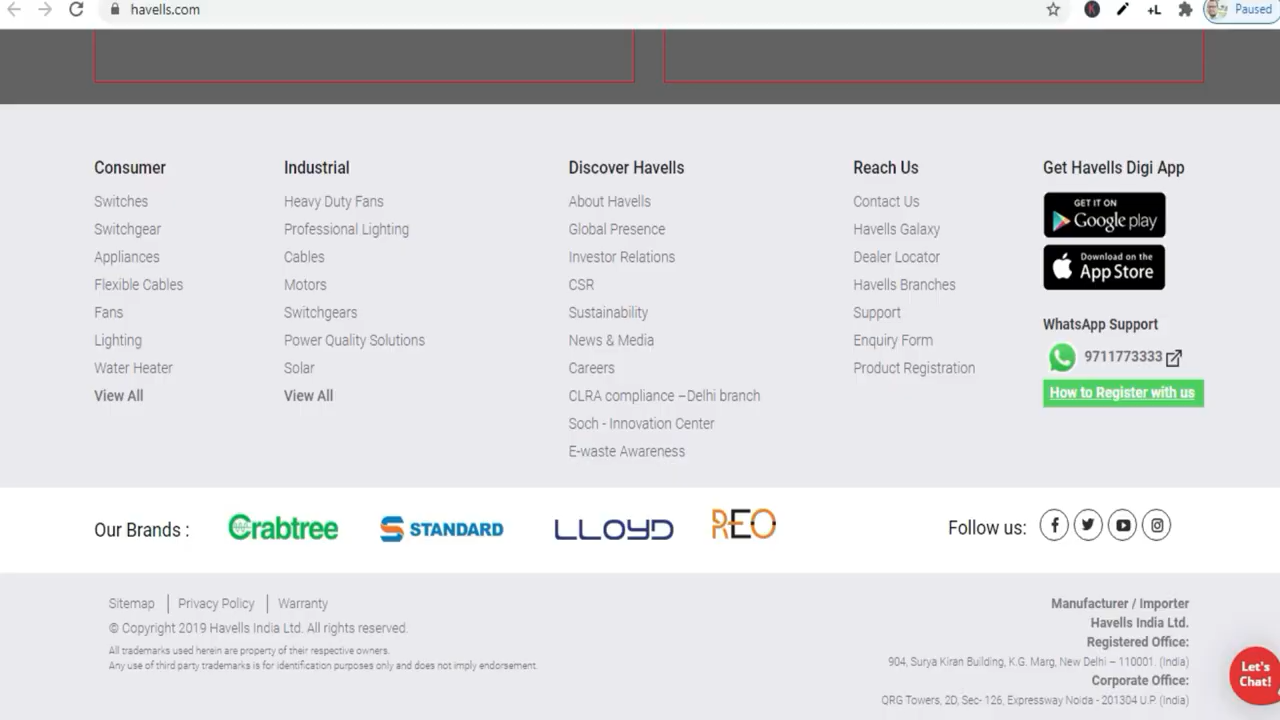 havells.com
+L
Paused
Consumer
Switches
Switchgear
Appliances
Flexible Cables
Fans
Lighting
Water Heater
View All
Industrial
Heavy Duty Fans
Professional Lighting
Cables
Motors
Switchgears
Power Quality Solutions
Solar
View All
Discover Havells
About Havells
Global Presence
Investor Relations
CSR
Sustainability
News & Media
Careers
CLRA compliance –Delhi branch
Soch - Innovation Center
E-waste Awareness
Reach Us
Contact Us
Havells Galaxy
Dealer Locator
Havells Branches
Support
Enquiry Form
Product Registration
Get Havells Digi App
GET IT ON
Google play
Download on the
App Store
WhatsApp Support
9711773333
How to Register with us
Our Brands :
Crabtree
STANDARD
LLOYD
REO
Follow us:
Sitemap | Privacy Policy | Warranty
© Copyright 2019 Havells India Ltd. All rights reserved.
All trademarks used herein are property of their respective owners.
Any use of third party trademarks is for identification purposes only and does not imply endorsement.
Manufacturer / Importer
Havells India Ltd.
Registered Office:
904, Surya Kiran Building, K.G. Marg, New Delhi – 110001. (India)
Corporate Office:
QRG Towers, 2D, Sec- 126, Expressway Noida - 201304 U.P. (India)
Let's
Chat!